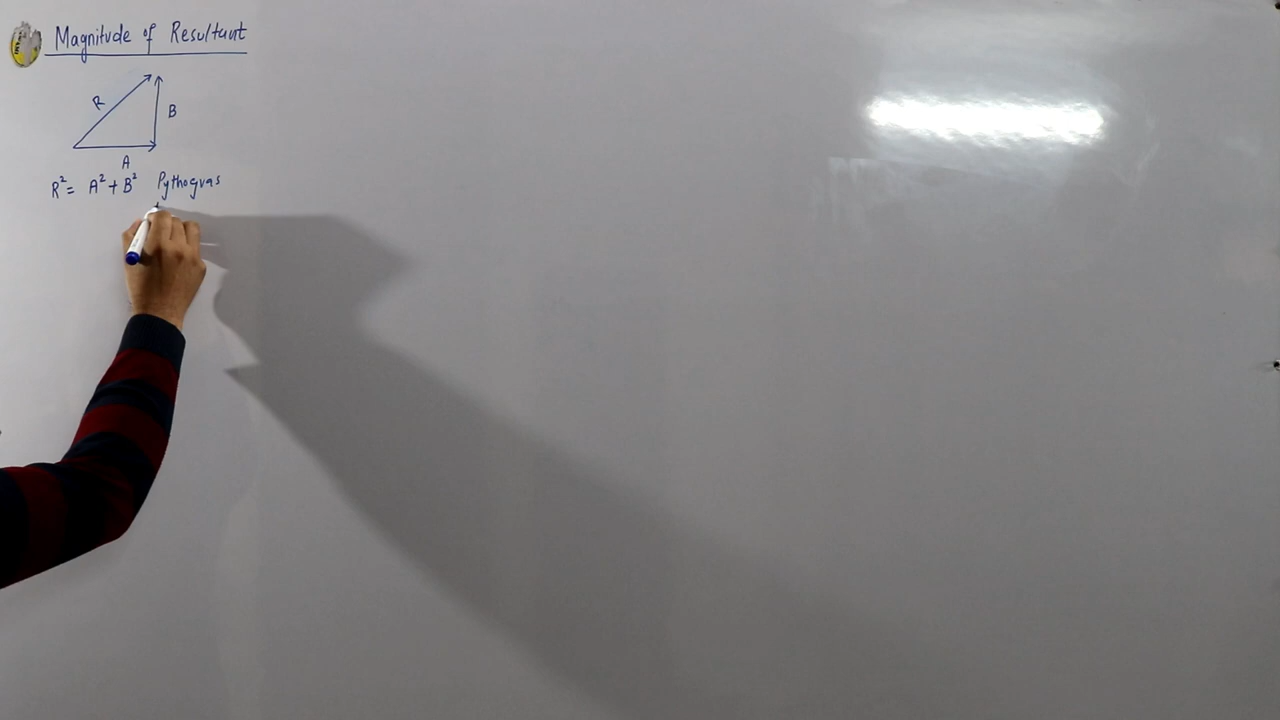 Magnitude of Resultant
R
B
A
R² = A² + B² Pythogras